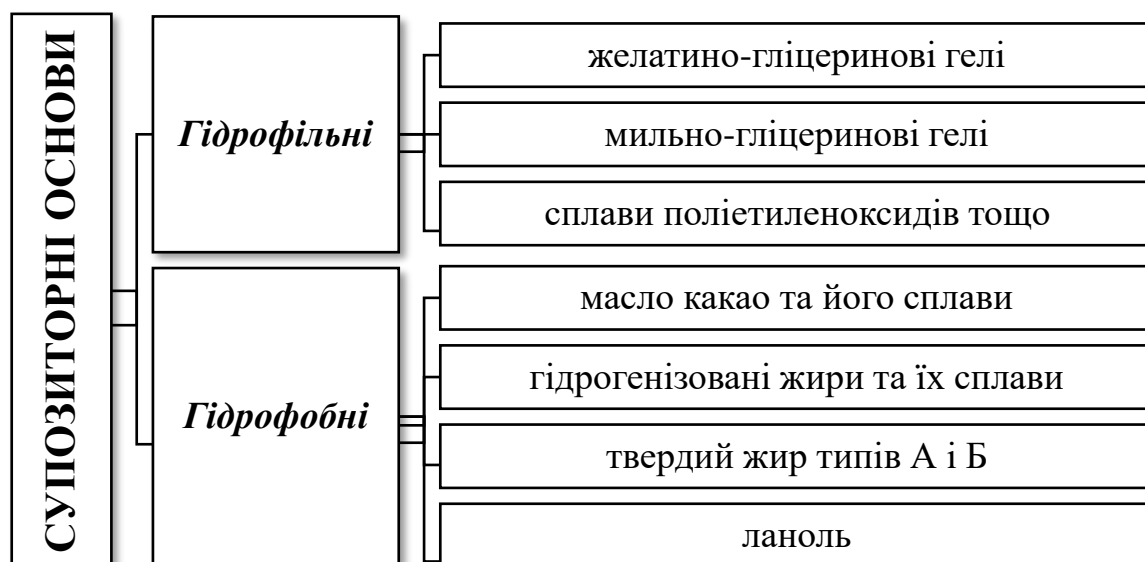 СУПОЗИТОРНІ ОСНОВИ
Гідрофільні
желатино-гліцеринові гелі
мильно-гліцеринові гелі
сплави поліетиленоксидів тощо
Гідрофобні
масло какао та його сплави
гідрогенізовані жири та їх сплави
твердий жир типів А і Б
ланоль